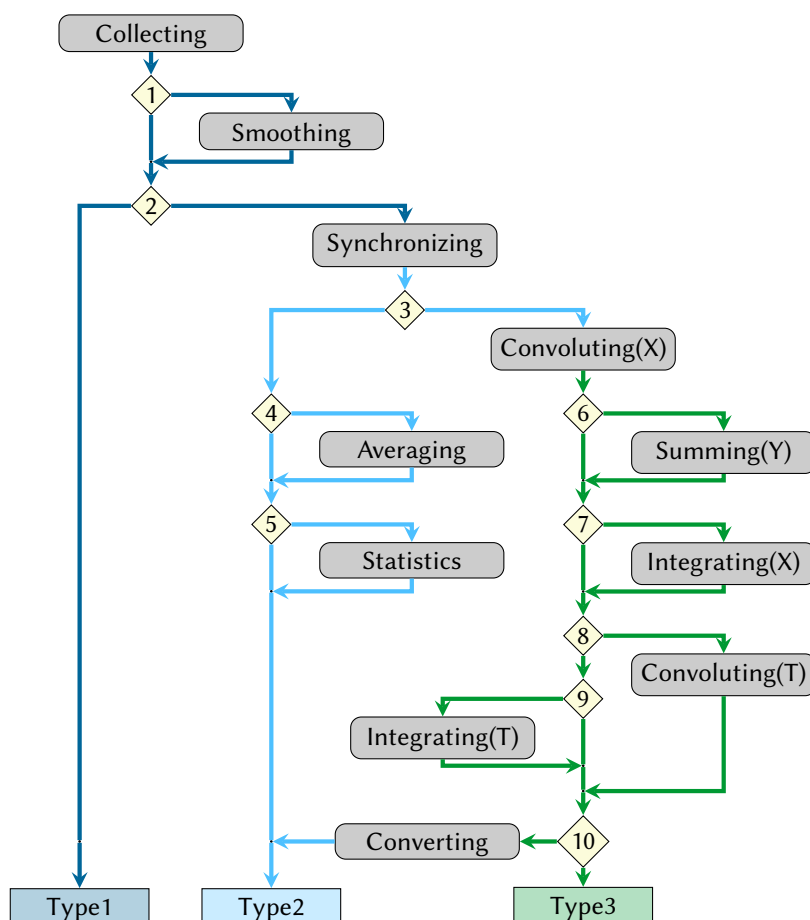 Collecting
1
Smoothing
2
Synchronizing
3
Convoluting(X)
4
6
Averaging
Summing(Y)
5
7
Statistics
Integrating(X)
8
Convoluting(T)
9
Integrating(T)
Converting
10
Type1
Type2
Type3